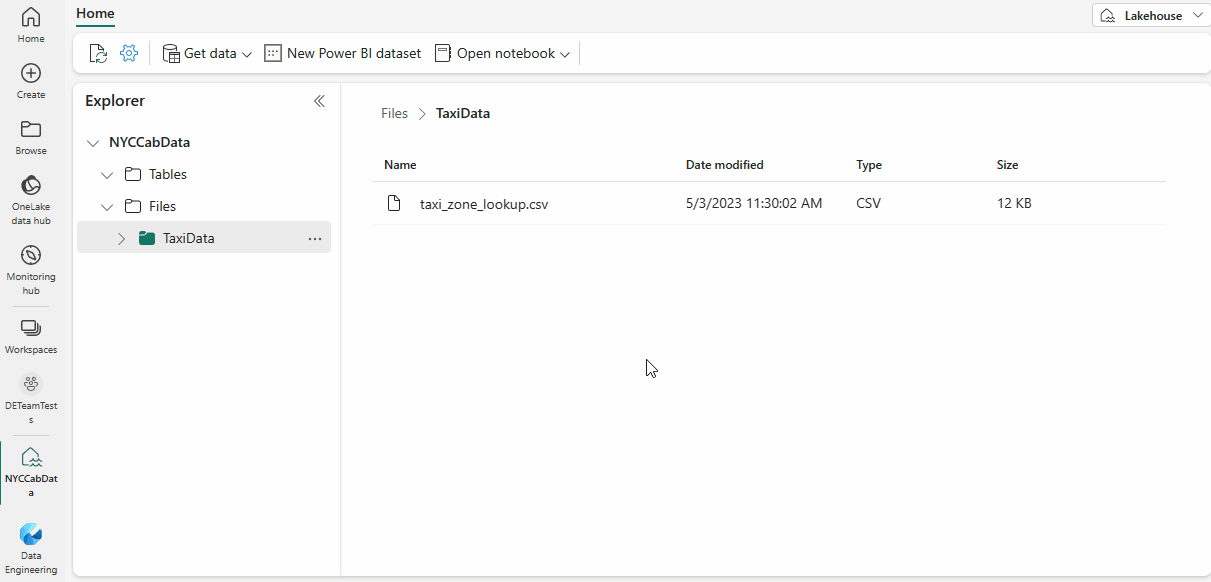 Home
Create
Browse
OneLake
data hub
Monitoring
hub
Workspaces
DETeamTest
s
NYCCabDat
a
Data
Engineering
Home
Lakehouse
Get data
New Power BI dataset
Open notebook
Explorer
NYCCabData
Tables
Files
TaxiData
...
Files > TaxiData
Name Date modified Type Size
taxi_zone_lookup.csv 5/3/2023 11:30:02 AM CSV 12 KB